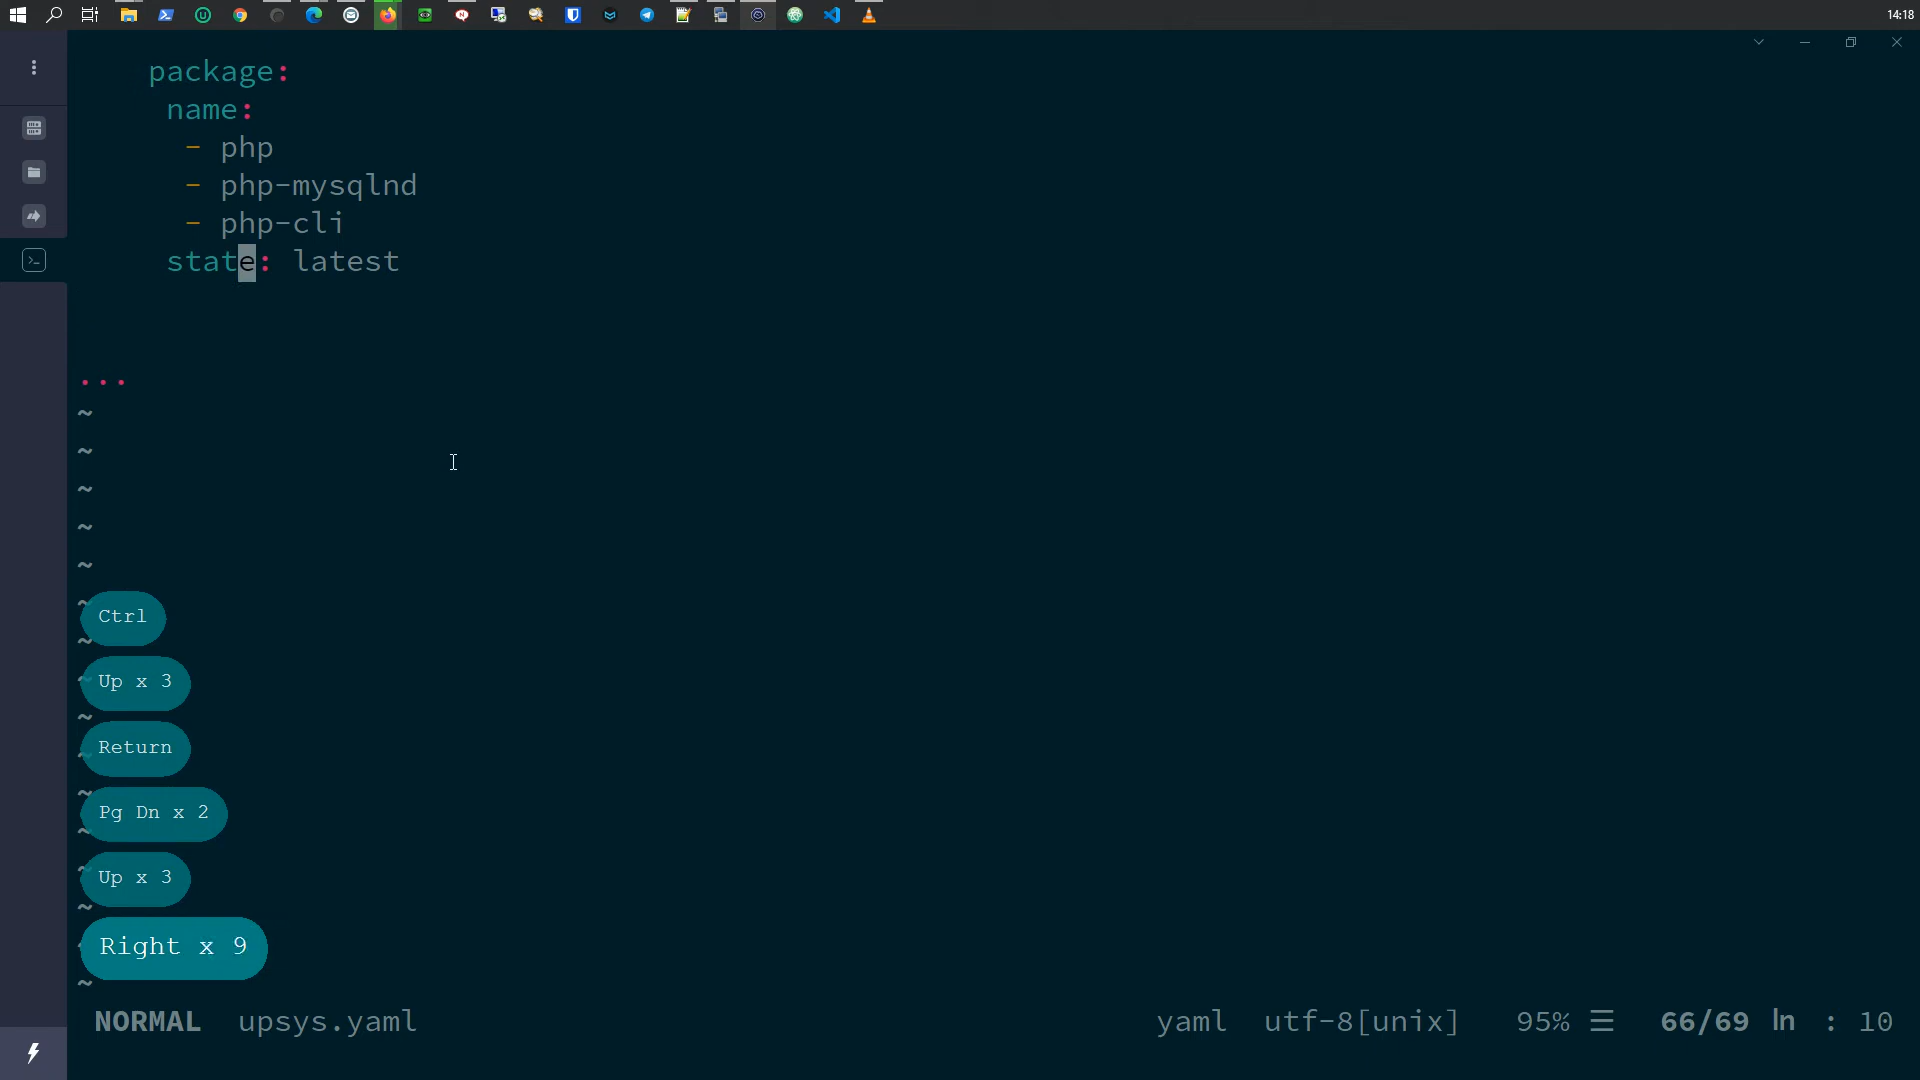 14:18
package:
name:
- php
- php-mysqlnd
- php-cli
state: latest
...
~
~
~
~
~
~
Ctrl
~
~
Up x 3
~
Return
~
~
Pg Dn x 2
~
~
Up x 3
~
Right x 9
~
NORMAL upsys.yaml yaml utf-8[unix] 95% ☰ 66/69 ln : 10